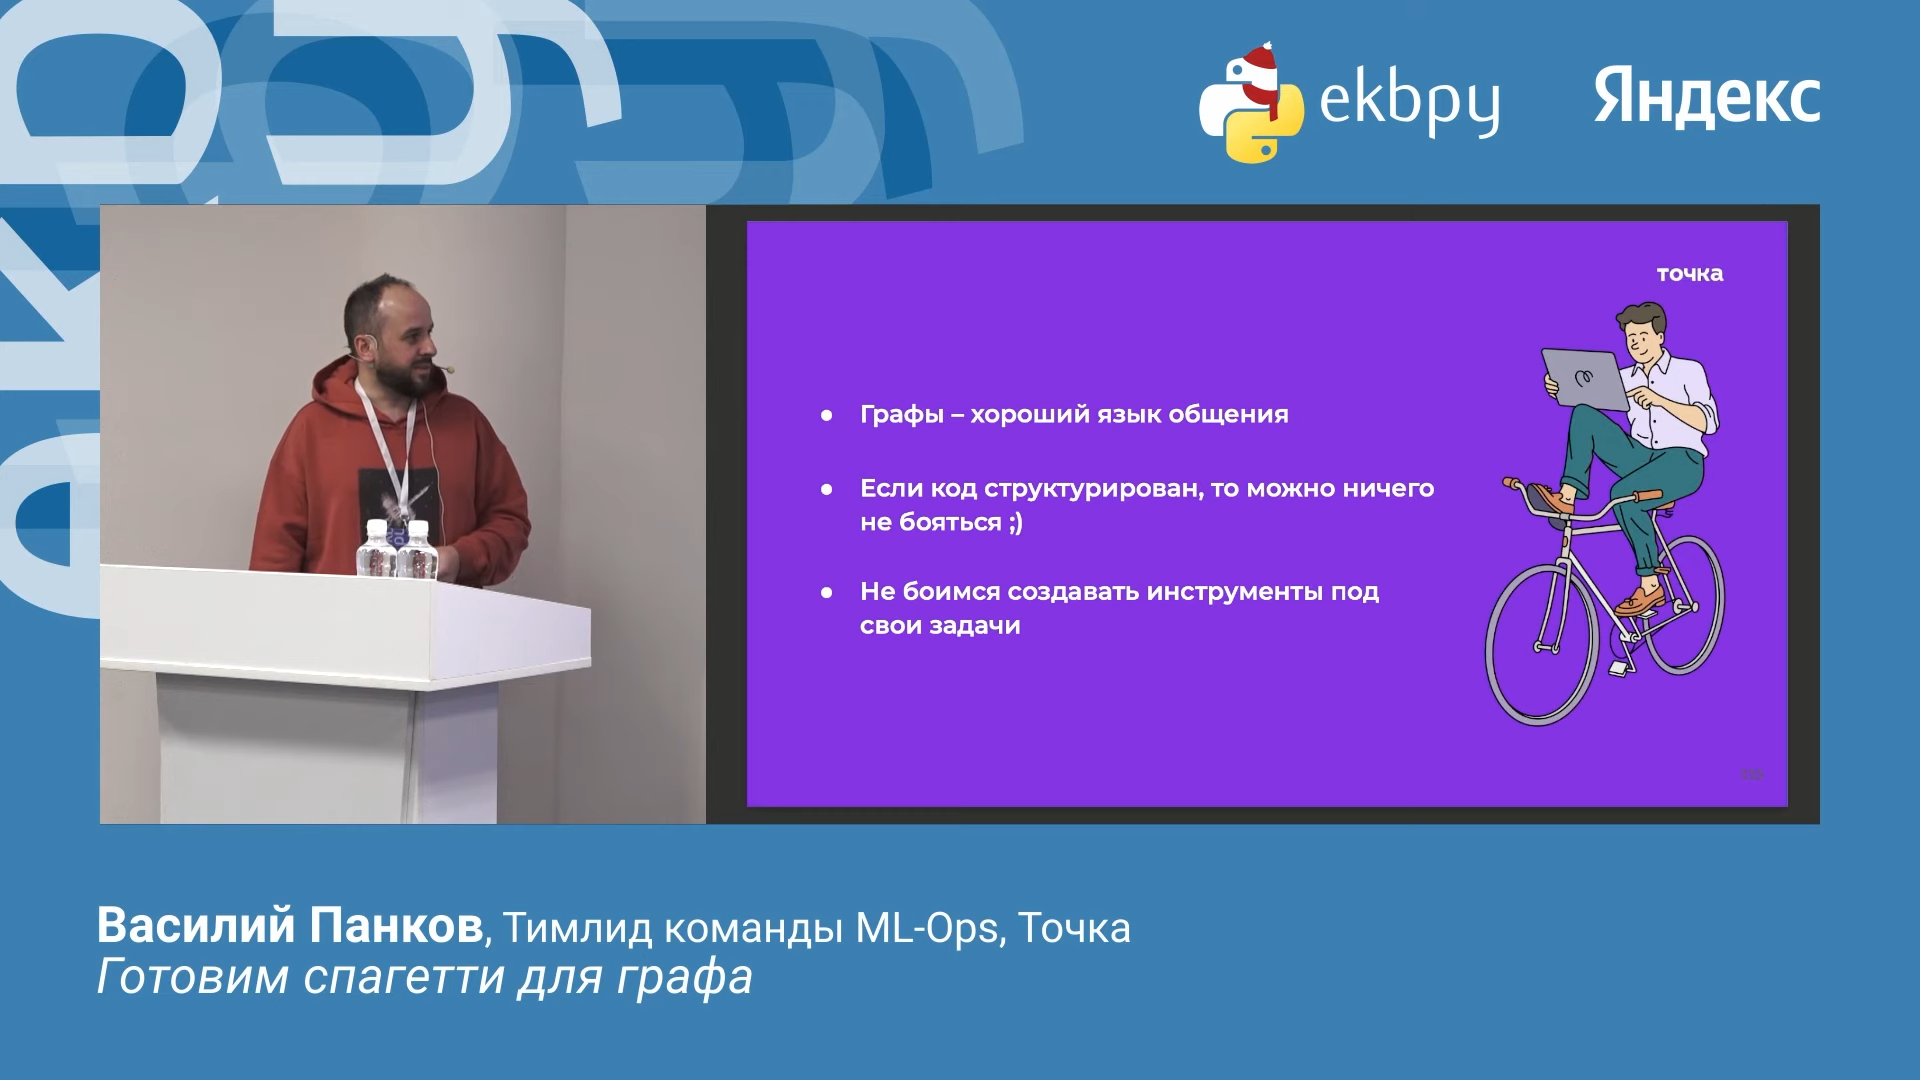 ekbpy
Яндекс
точка
Графы – хороший язык общения
Если код структурирован, то можно ничего
не бояться ;)
Не боимся создавать инструменты под
свои задачи
Василий Панков, Тимлид команды ML-Ops, Точка
Готовим спагетти для графа